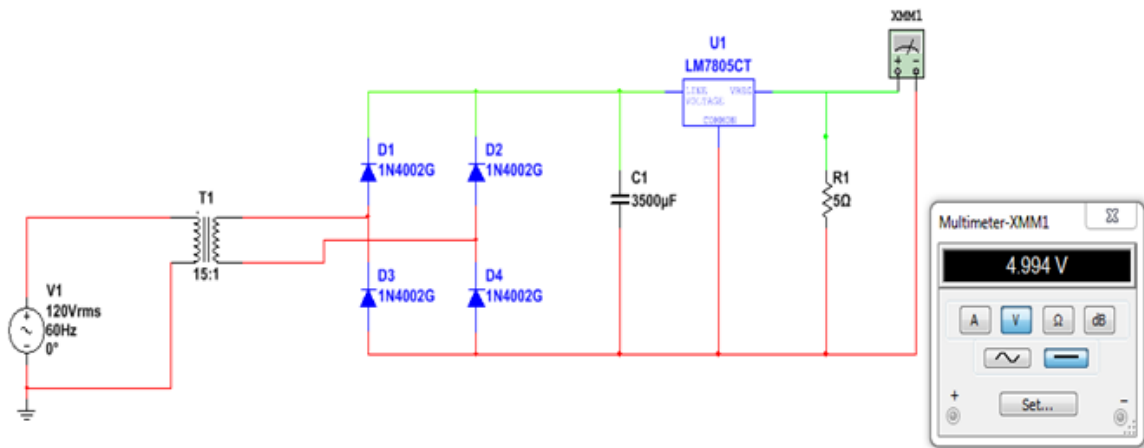 XMM1
U1
LM7805CT
LINE VREG
VOLTAGE
COMMON
D1
1N4002G
D2
1N4002G
C1
3500µF
R1
5Ω
T1
15:1
D3
1N4002G
D4
1N4002G
V1
120Vrms
60Hz
0°
Multimeter-XMM1
4.994 V
A V Ω dB
Set...